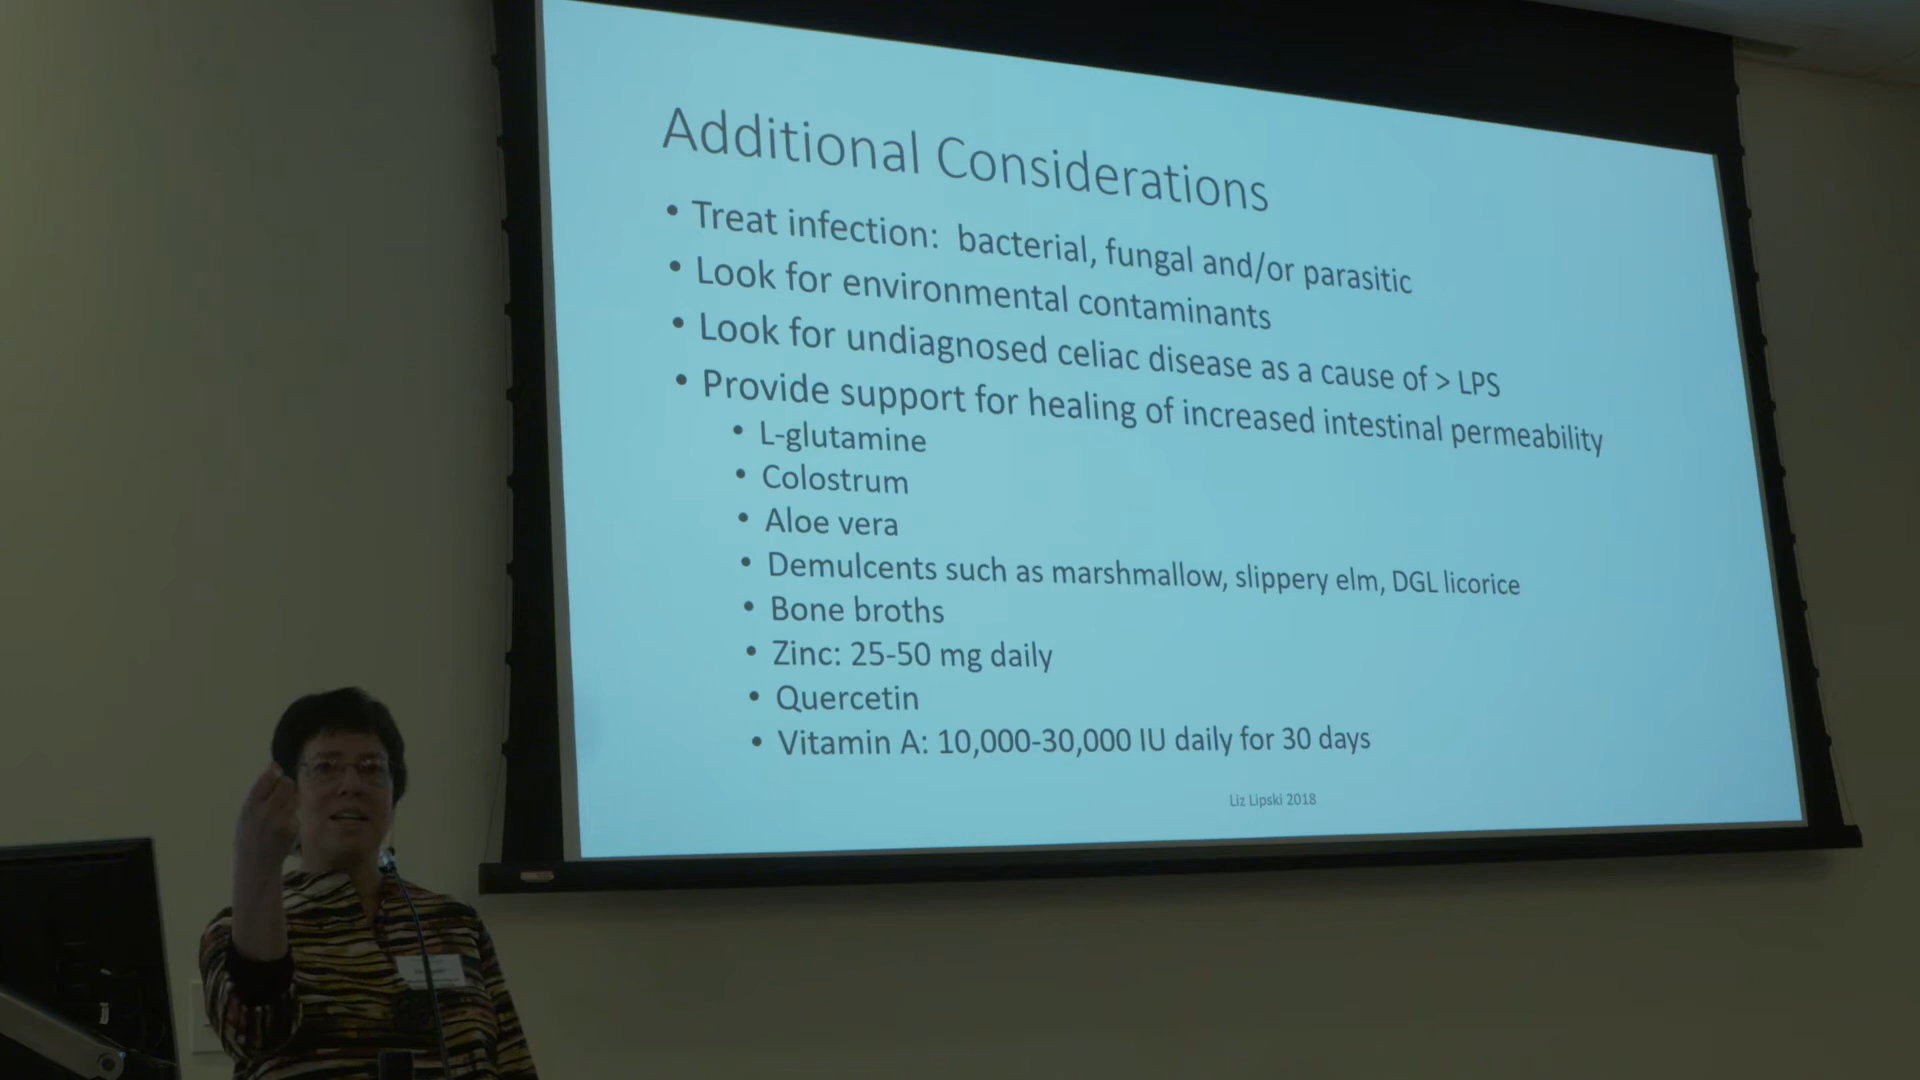 Additional Considerations
• Treat infection: bacterial, fungal and/or parasitic
• Look for environmental contaminants
• Look for undiagnosed celiac disease as a cause of > LPS
• Provide support for healing of increased intestinal permeability
• L-glutamine
• Colostrum
• Aloe vera
• Demulcents such as marshmallow, slippery elm, DGL licorice
• Bone broths
• Zinc: 25-50 mg daily
• Quercetin
• Vitamin A: 10,000-30,000 IU daily for 30 days
Liz Lipski 2018